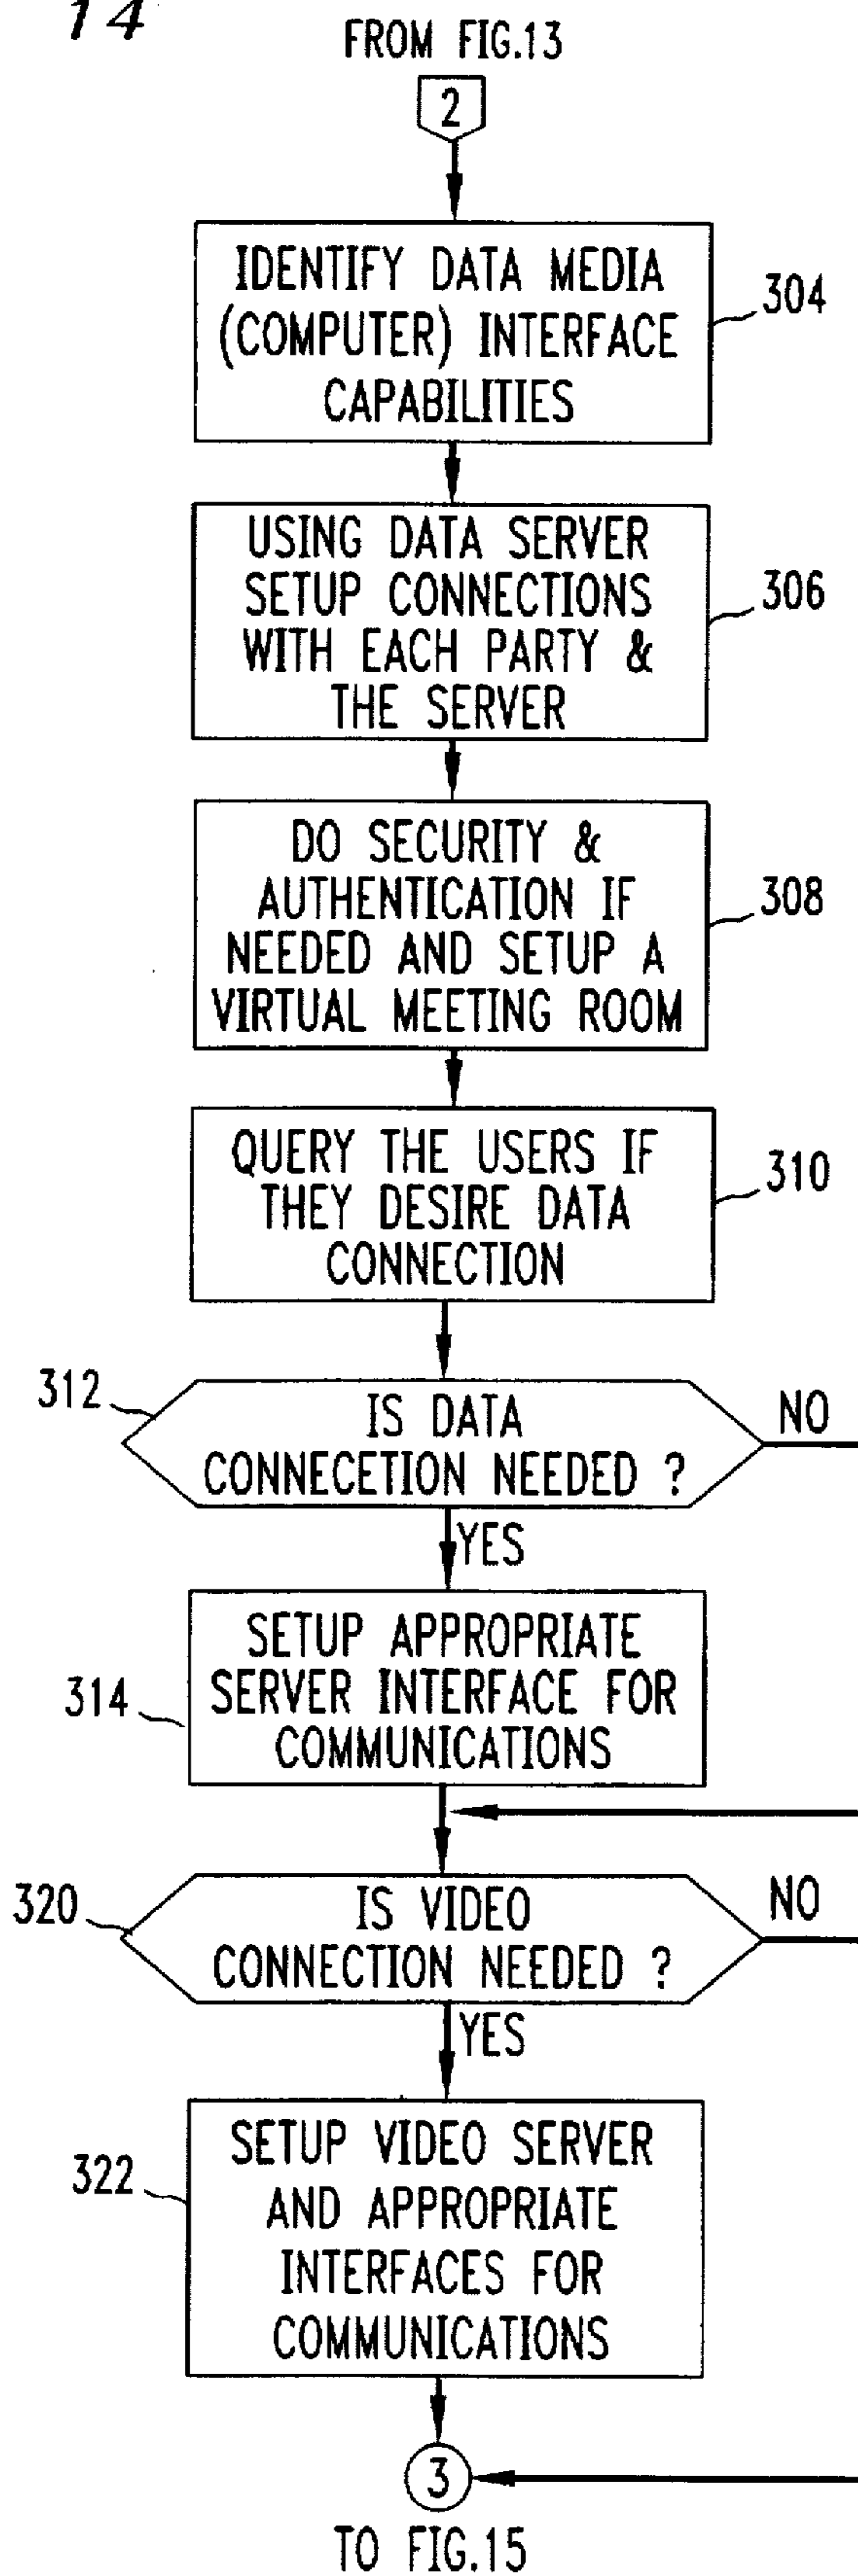 14
FROM FIG.13
2
IDENTIFY DATA MEDIA
(COMPUTER) INTERFACE
CAPABILITIES
304
USING DATA SERVER
SETUP CONNECTIONS
WITH EACH PARTY &
THE SERVER
306
DO SECURITY &
AUTHENTICATION IF
NEEDED AND SETUP A
VIRTUAL MEETING ROOM
308
QUERY THE USERS IF
THEY DESIRE DATA
CONNECTION
310
312
IS DATA
CONNECETION NEEDED ?
NO
YES
SETUP APPROPRIATE
SERVER INTERFACE FOR
COMMUNICATIONS
314
320
IS VIDEO
CONNECTION NEEDED ?
NO
YES
SETUP VIDEO SERVER
AND APPROPRIATE
INTERFACES FOR
COMMUNICATIONS
322
3
TO FIG.15